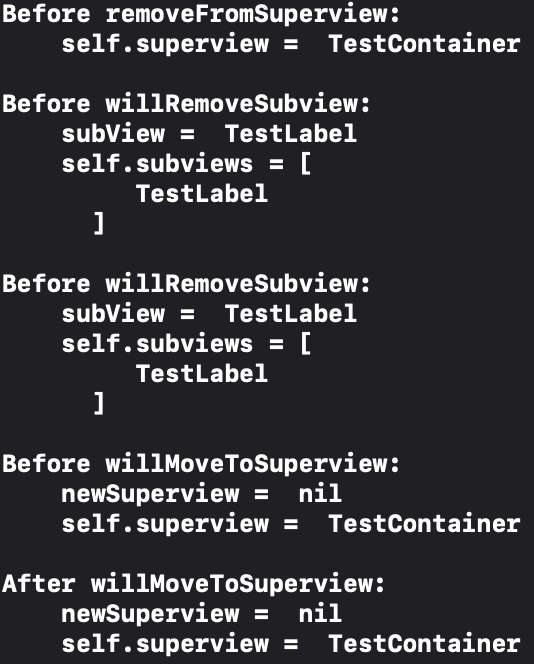 Before removeFromSuperview:
    self.superview =  TestContainer

Before willRemoveSubview:
    subView =  TestLabel
    self.subviews = [
         TestLabel
      ]

Before willRemoveSubview:
    subView =  TestLabel
    self.subviews = [
         TestLabel
      ]

Before willMoveToSuperview:
    newSuperview =  nil
    self.superview =  TestContainer

After willMoveToSuperview:
    newSuperview =  nil
    self.superview =  TestContainer